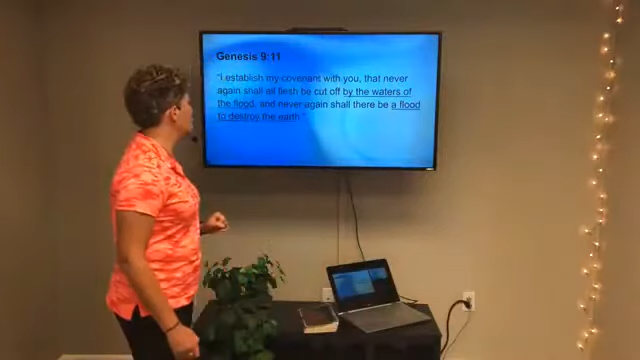 Genesis 9:11
"I establish my covenant with you, that never
again shall all flesh be cut off by the waters of
the flood, and never again shall there be a flood
to destroy the earth."